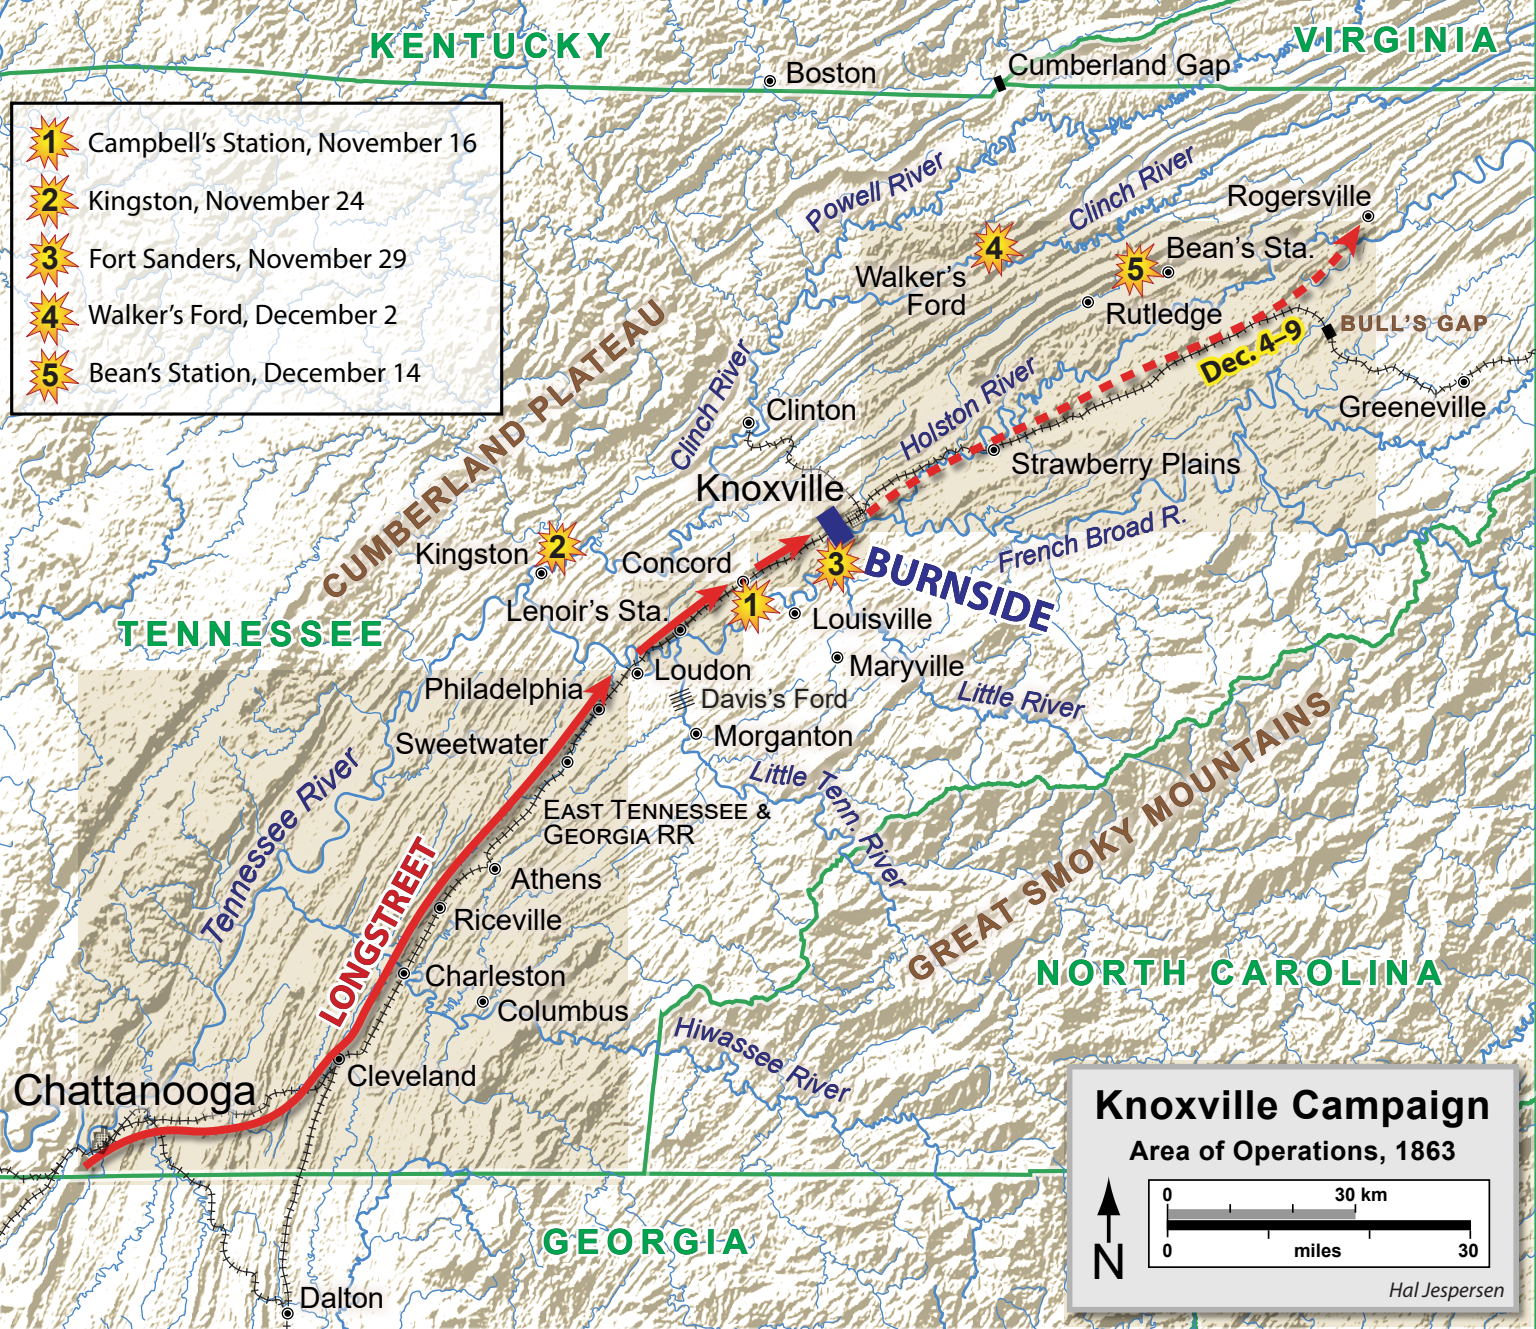 KENTUCKY
VIRGINIA
Boston
Cumberland Gap
1 Campbell's Station, November 16
2 Kingston, November 24
3 Fort Sanders, November 29
4 Walker's Ford, December 2
5 Bean's Station, December 14
Powell River
Clinch River
Rogersville
4
Walker's
Ford
5
Bean's Sta.
Rutledge
BULL'S GAP
Dec. 4–9
Greeneville
CUMBERLAND PLATEAU
Clinch River
Clinton
Holston River
Strawberry Plains
Knoxville
French Broad R.
Kingston
2
Concord
3
BURNSIDE
1
Lenoir's Sta.
Louisville
TENNESSEE
Loudon
Maryville
Philadelphia
Davis's Ford
Little River
Sweetwater
Morganton
Little Tenn. River
Tennessee River
EAST TENNESSEE &
GEORGIA RR
GREAT SMOKY MOUNTAINS
LONGSTREET
Athens
Riceville
Charleston
Columbus
NORTH CAROLINA
Hiwassee River
Cleveland
Chattanooga
GEORGIA
Dalton
Knoxville Campaign
Area of Operations, 1863
0 30 km
0 miles 30
N
Hal Jespersen